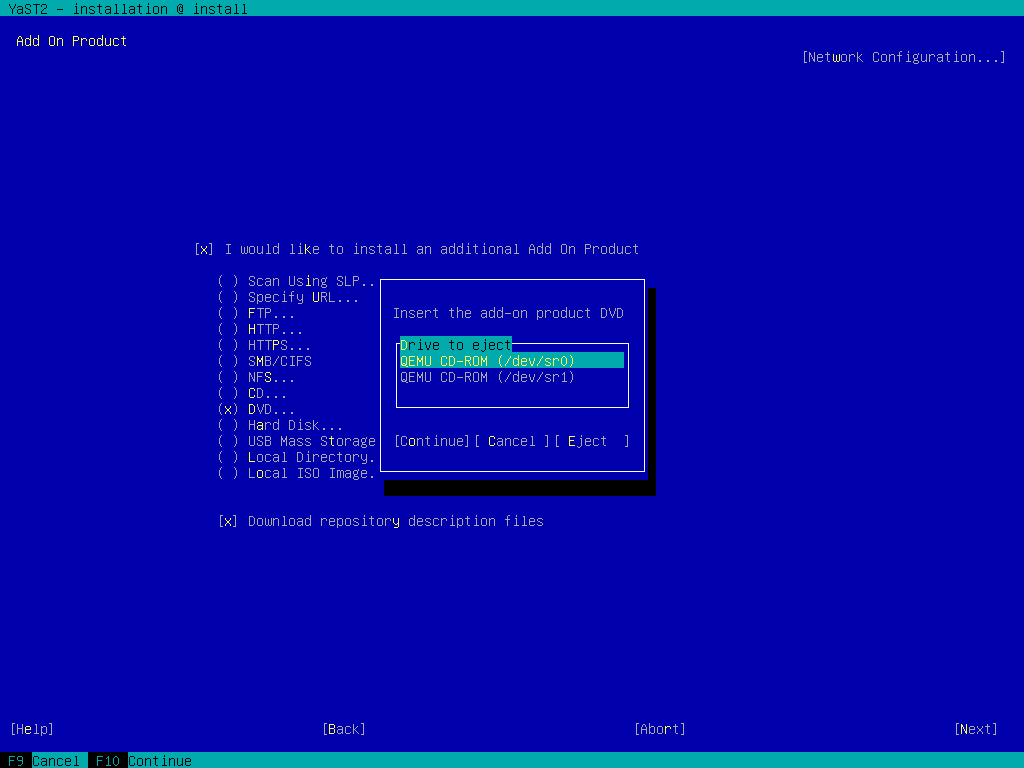 YaST2 - installation @ install
Add On Product
[Network Configuration...]
[x] I would like to install an additional Add On Product
( ) Scan Using SLP..
( ) Specify URL...
( ) FTP...
( ) HTTP...
( ) HTTPS...
( ) SMB/CIFS
( ) NFS...
( ) CD...
(x) DVD...
( ) Hard Disk...
( ) USB Mass Storage
( ) Local Directory.
( ) Local ISO Image.
Insert the add-on product DVD
Drive to eject
QEMU CD-ROM (/dev/sr0)
QEMU CD-ROM (/dev/sr1)
[Continue][ Cancel ][ Eject  ]
[x] Download repository description files
[Help] [Back] [Abort] [Next]
F9 Cancel F10 Continue